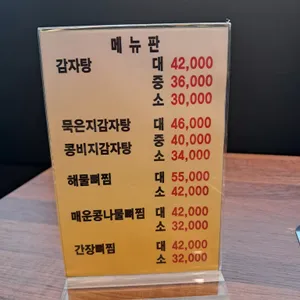 메뉴판
감자탕 대 42,000
중 36,000
소 30,000
묵은지감자탕 대 46,000
콩비지감자탕 중 40,000
소 34,000
해물뼈찜 대 55,000
소 42,000
매운콩나물뼈찜 대 42,000
소 32,000
간장뼈찜 대 42,000
소 32,000